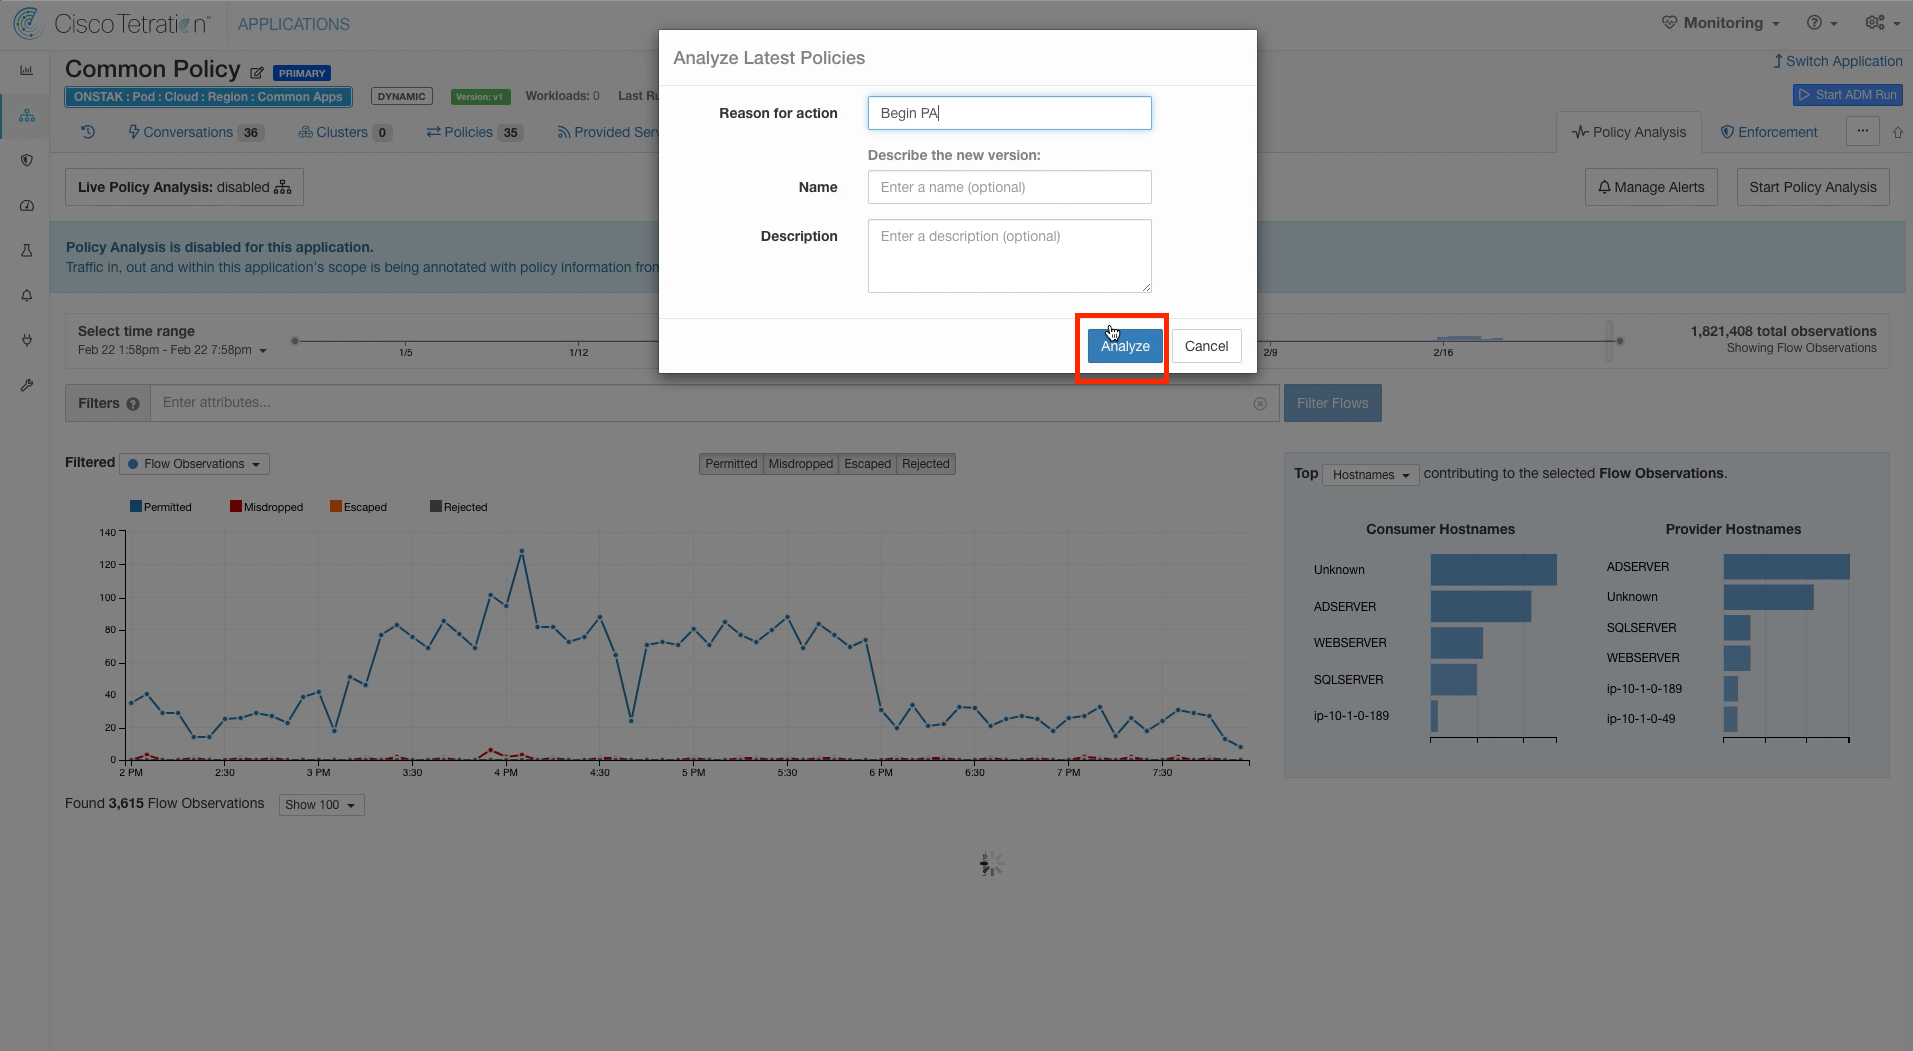 Cisco Tetration
APPLICATIONS
Monitoring
Common Policy
PRIMARY
Switch Application
ONSTAK : Pod : Cloud : Region : Common Apps
DYNAMIC
Version: v1
Workloads: 0
Last Ru
Start ADM Run
Conversations 36
Clusters 0
Policies 35
Provided Serv
Policy Analysis
Enforcement
...
Live Policy Analysis: disabled
Manage Alerts
Start Policy Analysis
Policy Analysis is disabled for this application.
Traffic in, out and within this application's scope is being annotated with policy information from
Analyze Latest Policies
Reason for action
Begin PA
Describe the new version:
Name
Enter a name (optional)
Description
Enter a description (optional)
Analyze
Cancel
Select time range
Feb 22 1:58pm - Feb 22 7:58pm
1/5
1/12
2/9
2/16
1,821,408 total observations
Showing Flow Observations
Filters ?
Enter attributes...
Filter Flows
Filtered
Flow Observations
Permitted
Misdropped
Escaped
Rejected
Permitted
Misdropped
Escaped
Rejected
140
120
100
80
60
40
20
0
2 PM
2:30
3 PM
3:30
4 PM
4:30
5 PM
5:30
6 PM
6:30
7 PM
7:30
Found 3,615 Flow Observations
Show 100
Top Hostnames contributing to the selected Flow Observations.
Consumer Hostnames
Unknown
ADSERVER
WEBSERVER
SQLSERVER
ip-10-1-0-189
Provider Hostnames
ADSERVER
Unknown
SQLSERVER
WEBSERVER
ip-10-1-0-189
ip-10-1-0-49